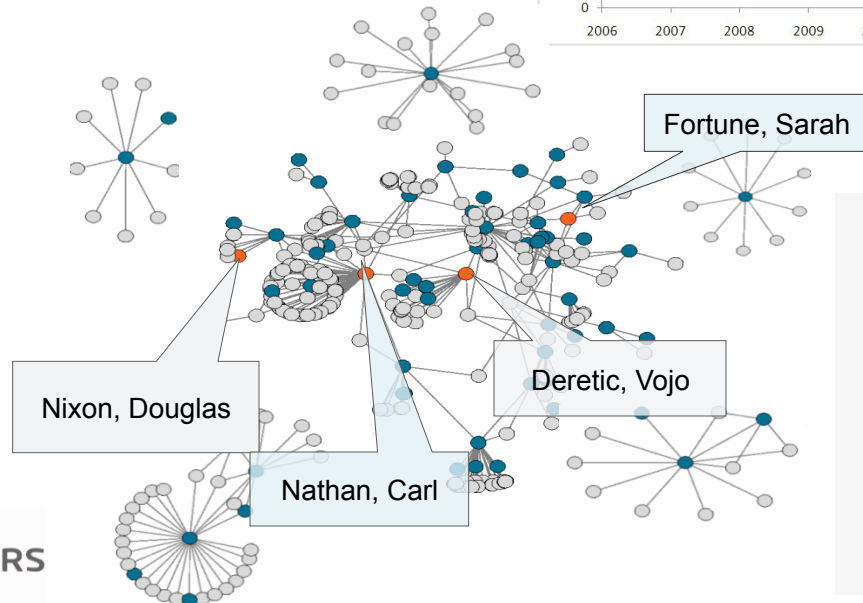 0
2006 2007 2008 2009
Fortune, Sarah
Deretic, Vojo
Nixon, Douglas
Nathan, Carl
RS